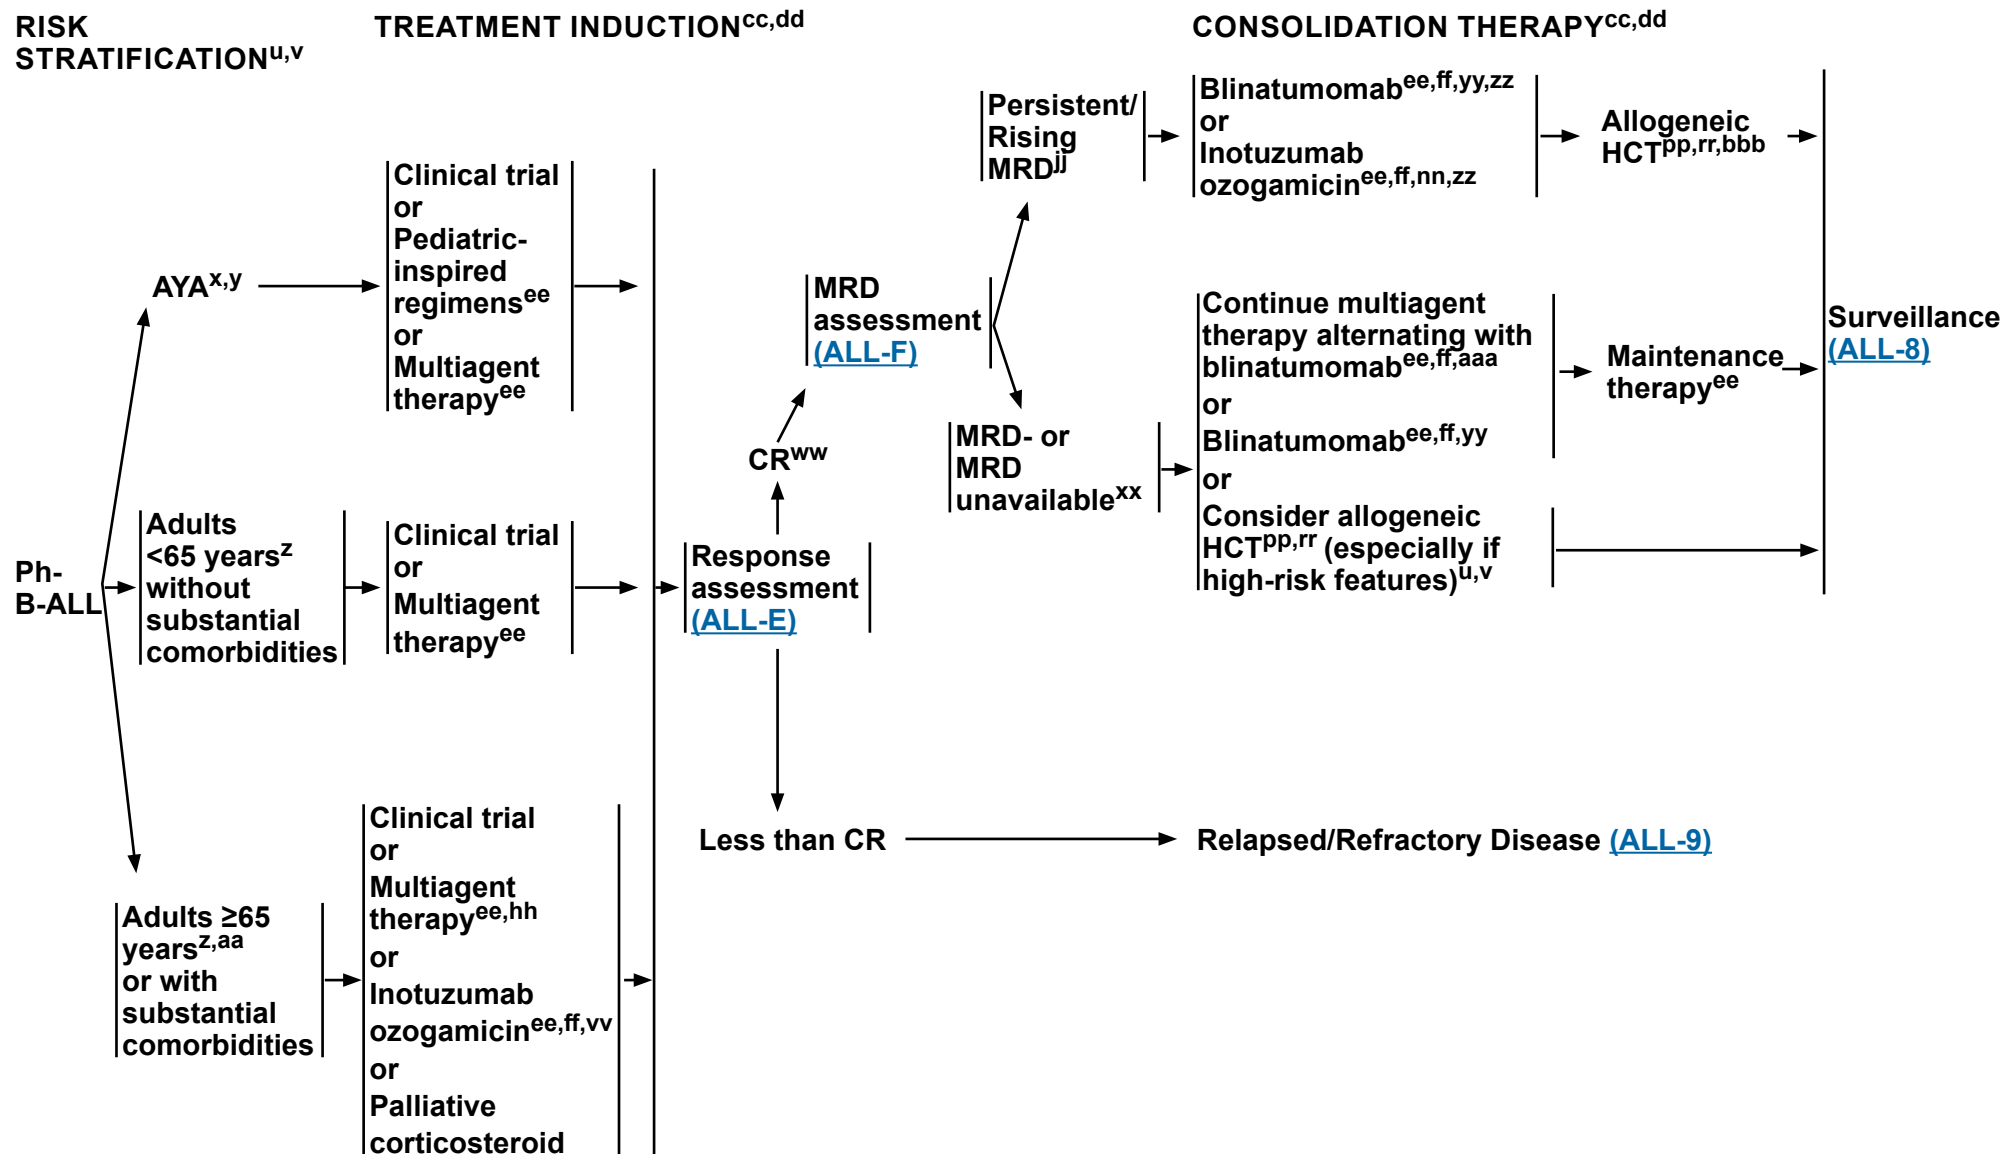 RISK
STRATIFICATIONu,v
TREATMENT INDUCTIONcc,dd
CONSOLIDATION THERAPYcc,dd
Ph-
B-ALL
AYAx,y
Clinical trial
or
Pediatric-
inspired
regimensee
or
Multiagent
therapyee
Adults
<65 yearsz
without
substantial
comorbidities
Clinical trial
or
Multiagent
therapyee
Adults ≥65
yearsz,aa
or with
substantial
comorbidities
Clinical trial
or
Multiagent
therapyee,hh
or
Inotuzumab
ozogamicinee,ff,vv
or
Palliative
corticosteroid
Response
assessment
(ALL-E)
CRww
MRD
assessment
(ALL-F)
Persistent/
Rising
MRDjj
Blinatumomabee,ff,yy,zz
or
Inotuzumab
ozogamicinee,ff,nn,zz
Allogeneic
HCTpp,rr,bbb
MRD- or
MRD
unavailablexx
Continue multiagent
therapy alternating with
blinatumomabee,ff,aaa
or
Blinatumomabee,ff,yy
or
Consider allogeneic
HCTpp,rr (especially if
high-risk features)u,v
Maintenance
therapyee
Surveillance
(ALL-8)
Less than CR
Relapsed/Refractory Disease (ALL-9)